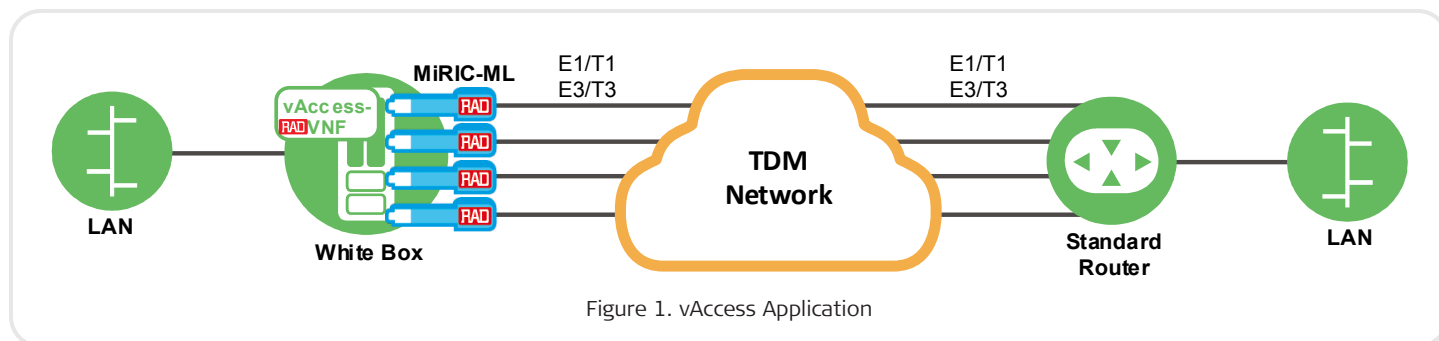 MiRIC-ML
E1/T1
E3/T3
E1/T1
E3/T3
vAccess-
RAD VNF
RAD
RAD
RAD
RAD
TDM
Network
LAN
White Box
Standard
Router
LAN
Figure 1. vAccess Application